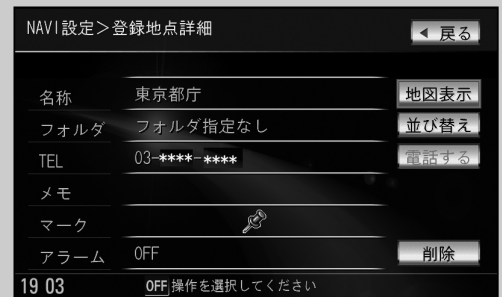 NAVI設定＞登録地点詳細 ◀ 戻る
名称 東京都庁 地図表示
フォルダ フォルダ指定なし 並び替え
TEL 03-****-**** 電話する
メモ
マーク
アラーム OFF 削除
19 03 OFF 操作を選択してください